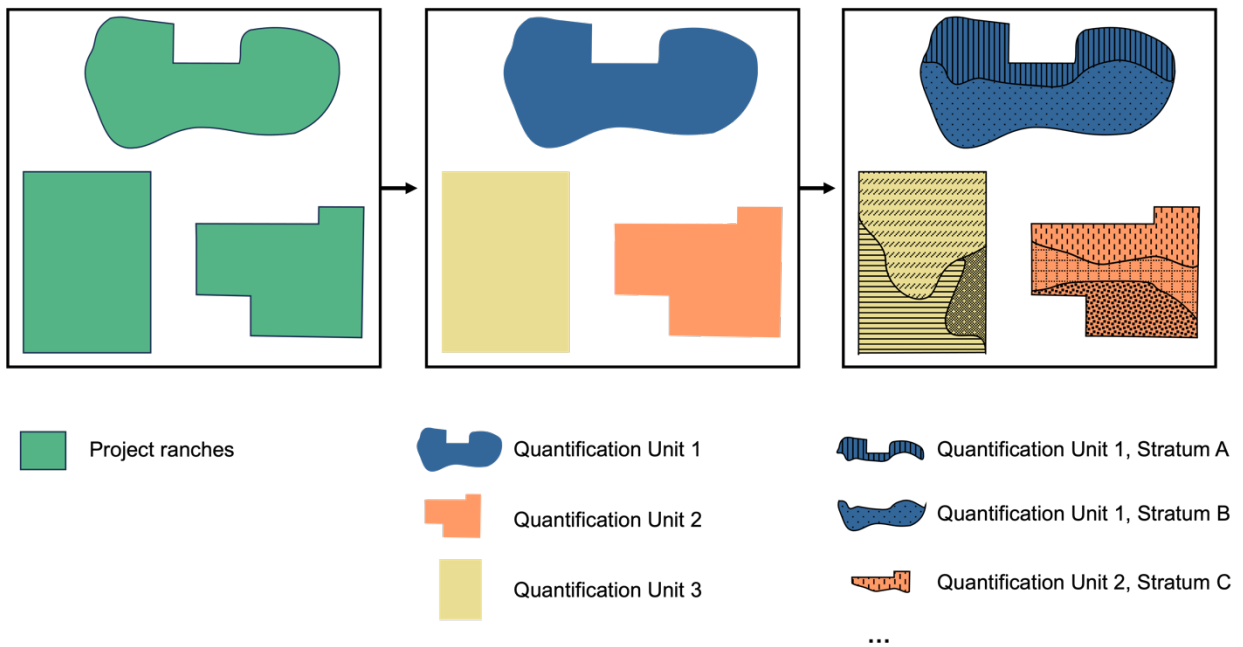 Project ranches
Quantification Unit 1
Quantification Unit 2
Quantification Unit 3
Quantification Unit 1, Stratum A
Quantification Unit 1, Stratum B
Quantification Unit 2, Stratum C
...